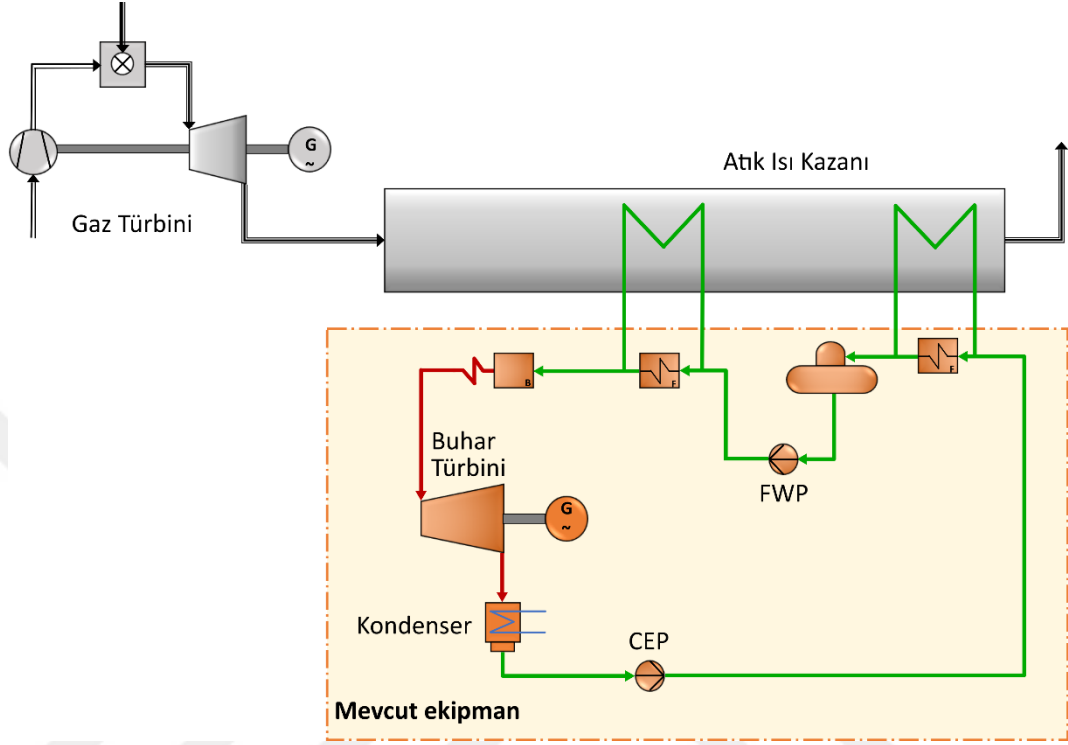 G
~
Gaz Türbini
Atık Isı Kazanı
B
F
F
Buhar
Türbini
FWP
G
~
Kondenser
CEP
Mevcut ekipman